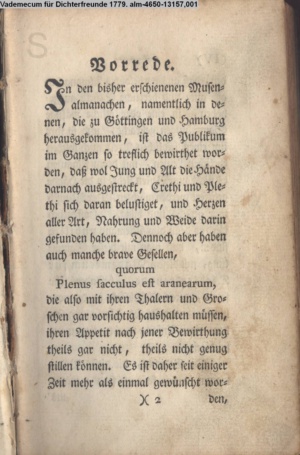 Vademecum für Dichterfreunde 1779. alm-4650-13157,001
Vorrede.
In den bisher erschienenen Musen-
almanachen, namentlich in de-
nen, die zu Göttingen und Hamburg
herausgekommen, ist das Publikum
im Ganzen so treflich bewirthet wor-
den, daß wol Jung und Alt die Hände
darnach ausgestreckt, Crethi und Ple-
thi sich daran belustiget, und Herzen
aller Art, Nahrung und Weide darin
gefunden haben. Dennoch aber haben
auch manche brave Gesellen,
quorum
Plenus sacculus est aranearum,
die also mit ihren Thalern und Gro-
schen gar vorsichtig haushalten müssen,
ihren Appetit nach jener Bewirthung
theils gar nicht, theils nicht genug
stillen können. Es ist daher seit einiger
Zeit mehr als einmal gewünscht wor-
)( 2 den,